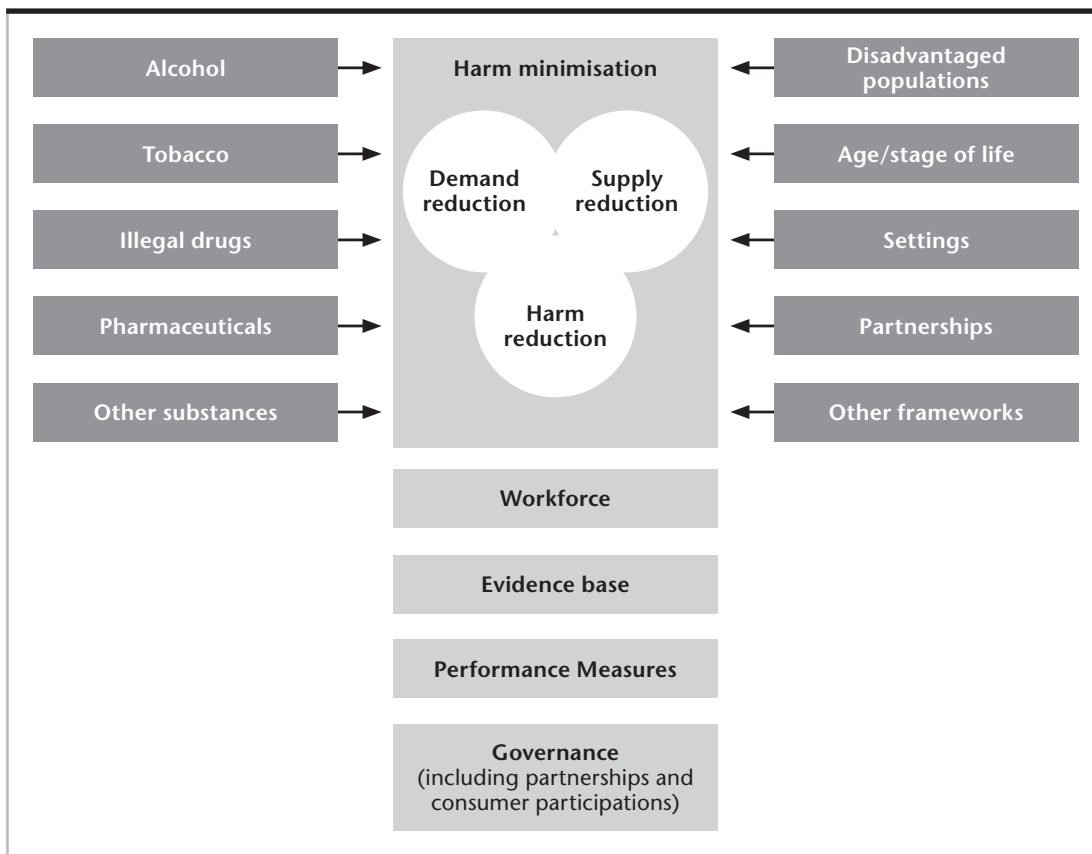 Alcohol
Harm minimisation
Disadvantaged
populations
Tobacco
Demand
reduction
Supply
reduction
Age/stage of life
Illegal drugs
Settings
Pharmaceuticals
Harm
reduction
Partnerships
Other substances
Other frameworks
Workforce
Evidence base
Performance Measures
Governance
(including partnerships and
consumer participations)